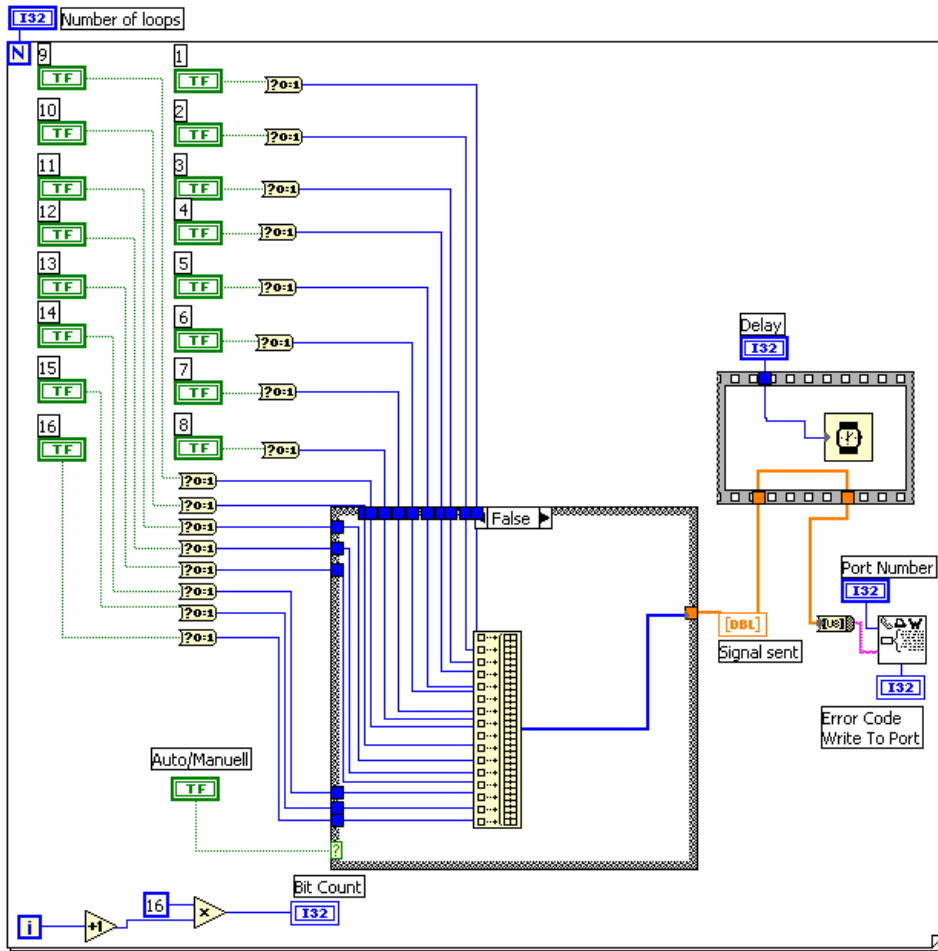 I32 Number of loops
N
9
TF
1
TF
?0:1
10
TF
2
TF
?0:1
11
TF
3
TF
?0:1
12
TF
4
TF
?0:1
13
TF
5
TF
?0:1
14
TF
6
TF
?0:1
15
TF
7
TF
?0:1
16
TF
8
TF
?0:1
?0:1
?0:1
?0:1
?0:1
?0:1
?0:1
?0:1
?0:1
False
Delay
I32
[DBL]
Signal sent
Port Number
I32
[U8]
W
I32
Error Code
Write To Port
Auto/Manuell
TF
?
Bit Count
16
I32
i
+1
x